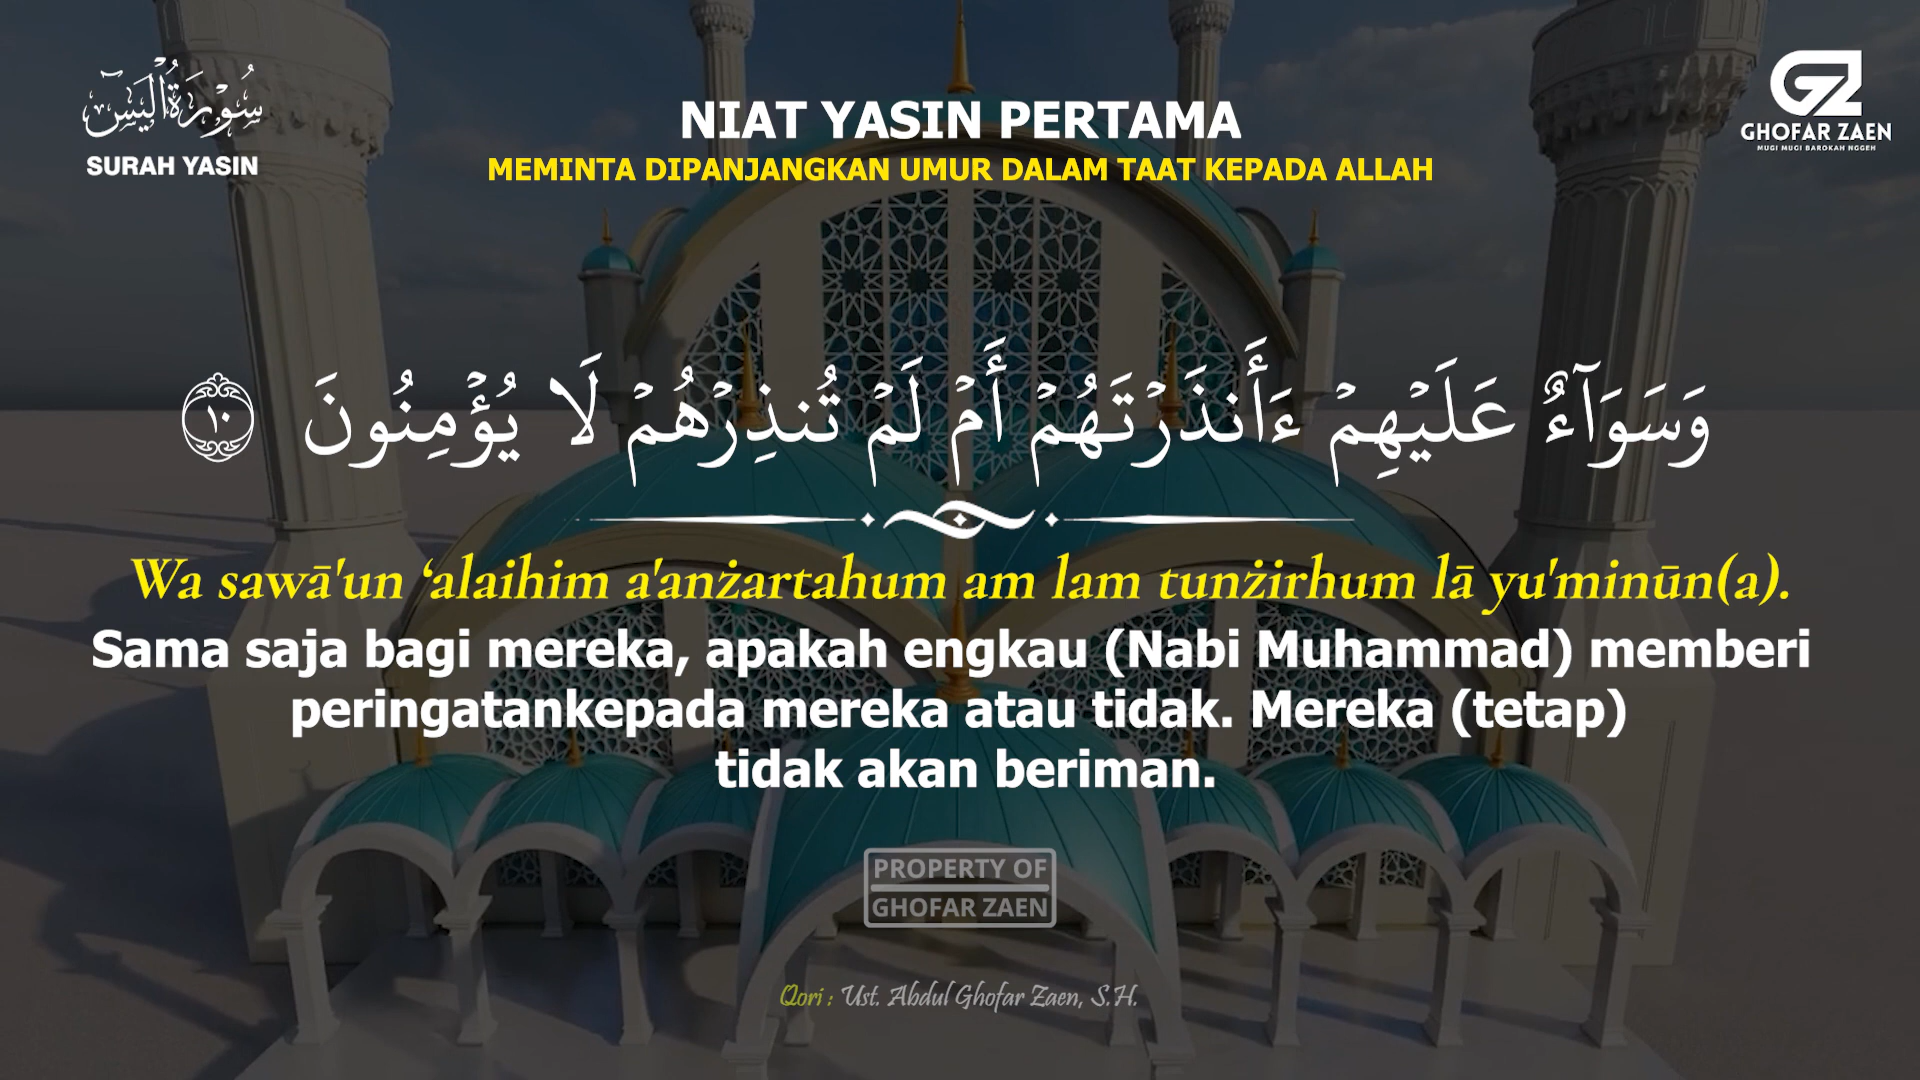 سُورَةُ يسٓ
SURAH YASIN
NIAT YASIN PERTAMA
MEMINTA DIPANJANGKAN UMUR DALAM TAAT KEPADA ALLAH
GZ
GHOFAR ZAEN
MUGI MUGI BAROKAH NGGEH
وَسَوَآءٌ عَلَيْهِمْ ءَأَنذَرْتَهُمْ أَمْ لَمْ تُنذِرْهُمْ لَا يُؤْمِنُونَ ١٠
Wa sawā'un ‘alaihim a'anżartahum am lam tunżirhum lā yu'minūn(a).
Sama saja bagi mereka, apakah engkau (Nabi Muhammad) memberi
peringatankepada mereka atau tidak. Mereka (tetap)
tidak akan beriman.
PROPERTY OF
GHOFAR ZAEN
Qori : Ust. Abdul Ghofar Zaen, S.H.